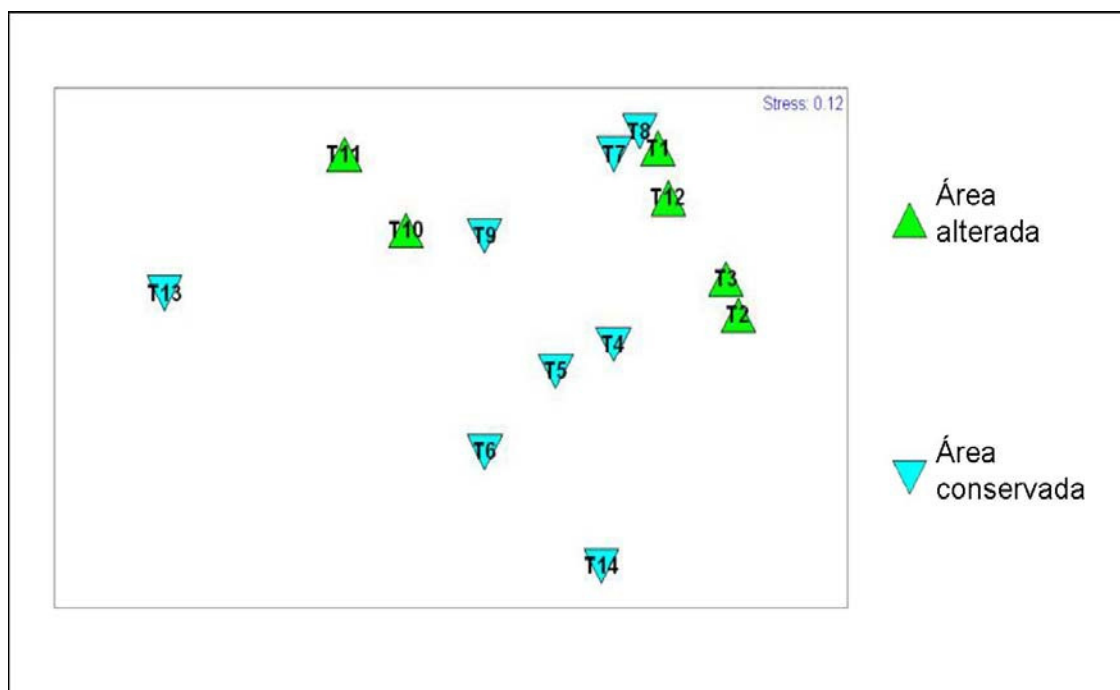 Stress: 0.12
T8
T11
T7
T1
T12
T10
T9
T3
T13
T2
T4
T5
T6
T14
Área
alterada
Área
conservada